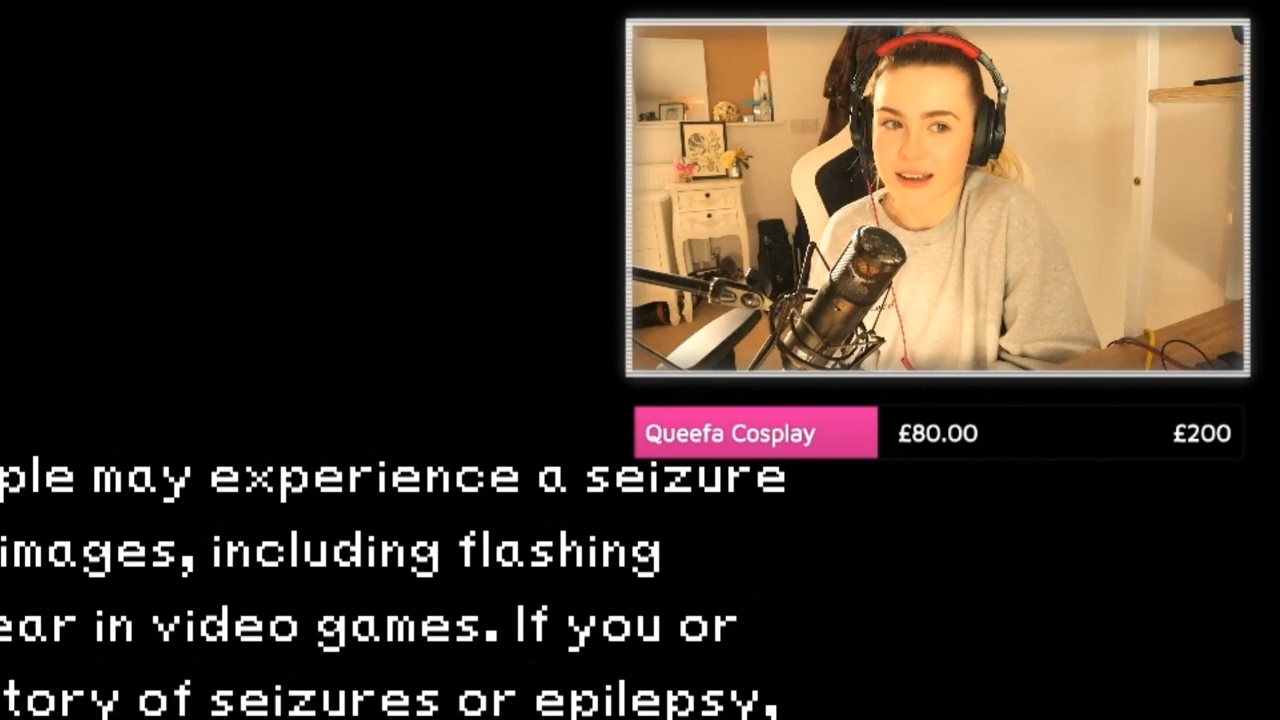 Queefa Cosplay £80.00 £200
ple may experience a seizure
images, including flashing
ear in video games. If you or
tory of seizures or epilepsy,